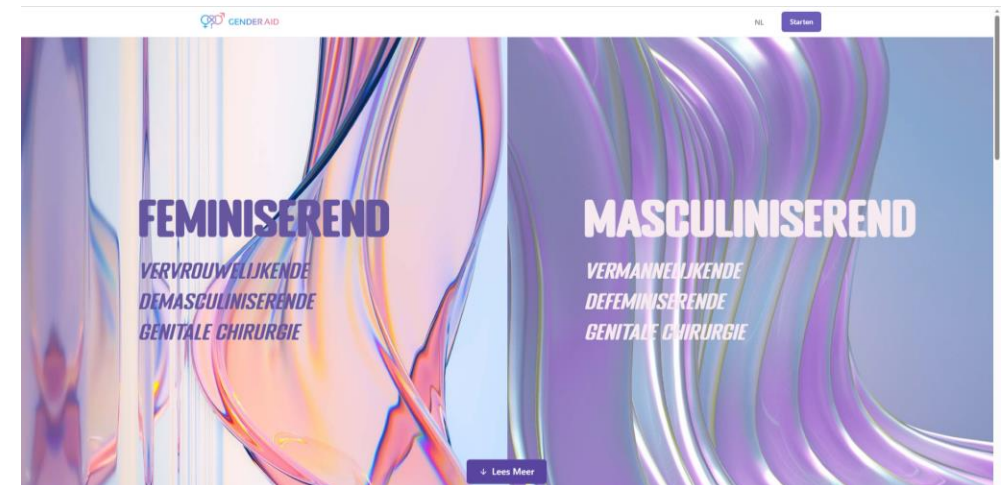 GENDER AID
NL
Starten
FEMINISEREND
VERVROUWELIJKENDE
DEMASCULINISERENDE
GENITALE CHIRURGIE
MASCULINISEREND
VERMANNELIJKENDE
DEFEMINISERENDE
GENITALE CHIRURGIE
↓ Lees Meer